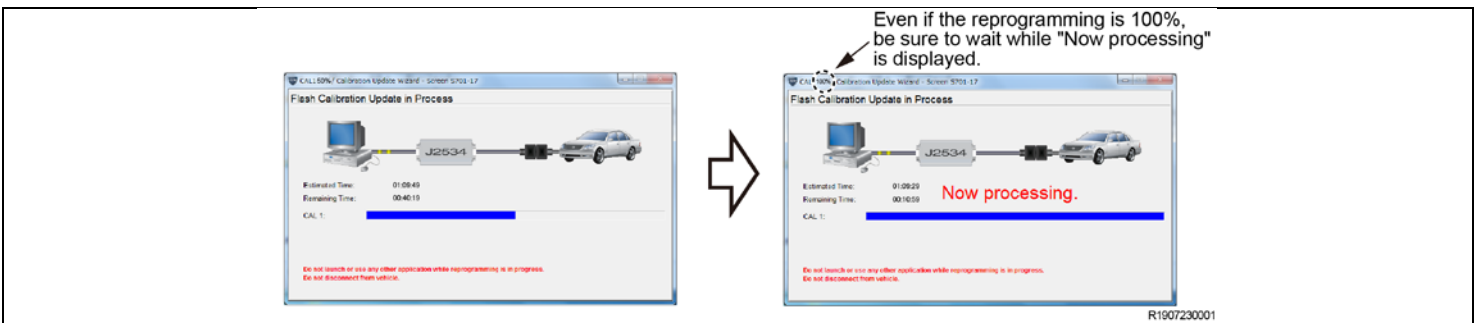 Even if the reprogramming is 100%,
be sure to wait while "Now processing"
is displayed.
CAL1 50% / Calibration Update Wizard - Screen S701-17
Flash Calibration Update in Process
J2534
Estimated Time: 01:09:49
Remaining Time: 00:40:19
CAL 1:
Do not launch or use any other application while reprogramming is in progress.
Do not disconnect from vehicle.
CAL 100% Calibration Update Wizard - Screen S701-17
Flash Calibration Update in Process
J2534
Estimated Time: 01:09:29
Remaining Time: 00:10:59
Now processing.
CAL 1:
Do not launch or use any other application while reprogramming is in progress.
Do not disconnect from vehicle.
R1907230001